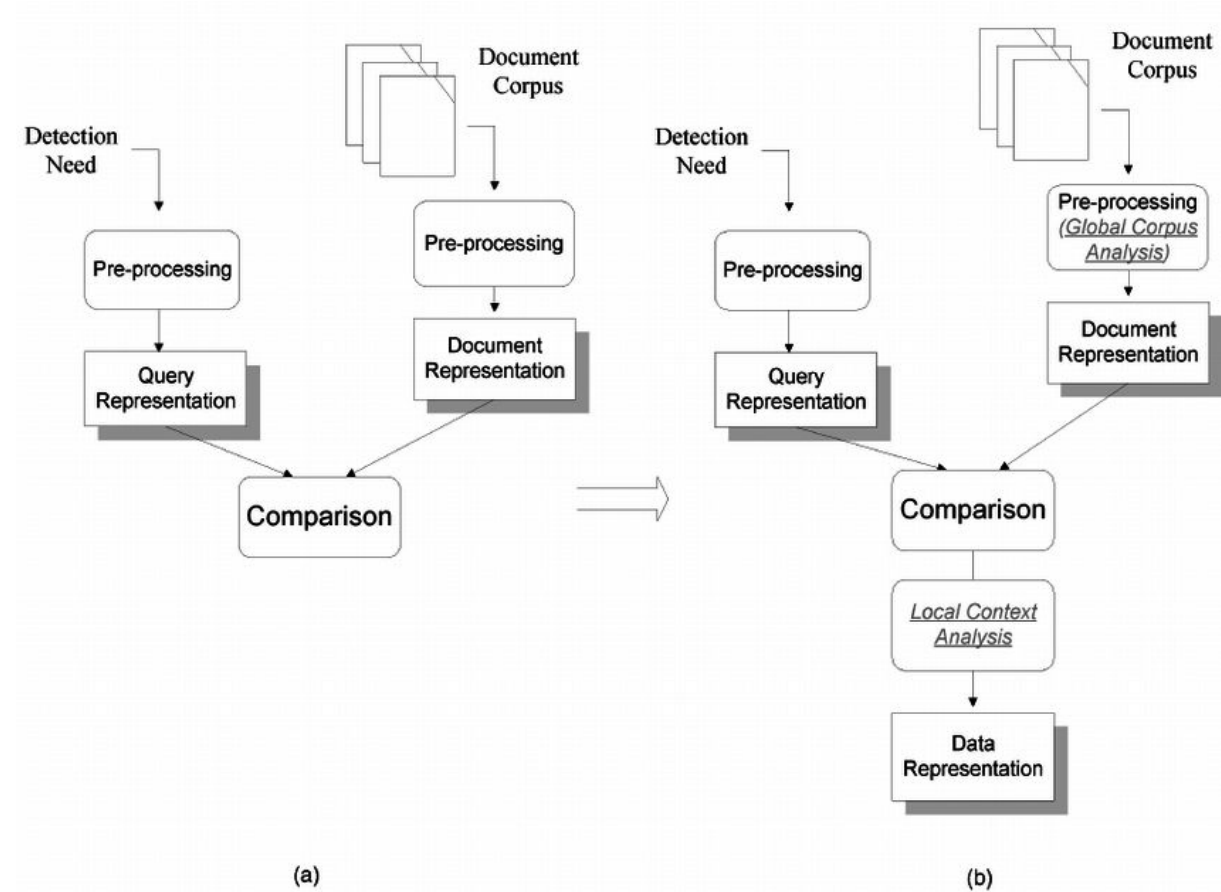 Document
Corpus
Detection
Need
Pre-processing
Pre-processing
Query
Representation
Document
Representation
Comparison
(a)
Document
Corpus
Detection
Need
Pre-processing
(Global Corpus
Analysis)
Pre-processing
Document
Representation
Query
Representation
Comparison
Local Context
Analysis
Data
Representation
(b)